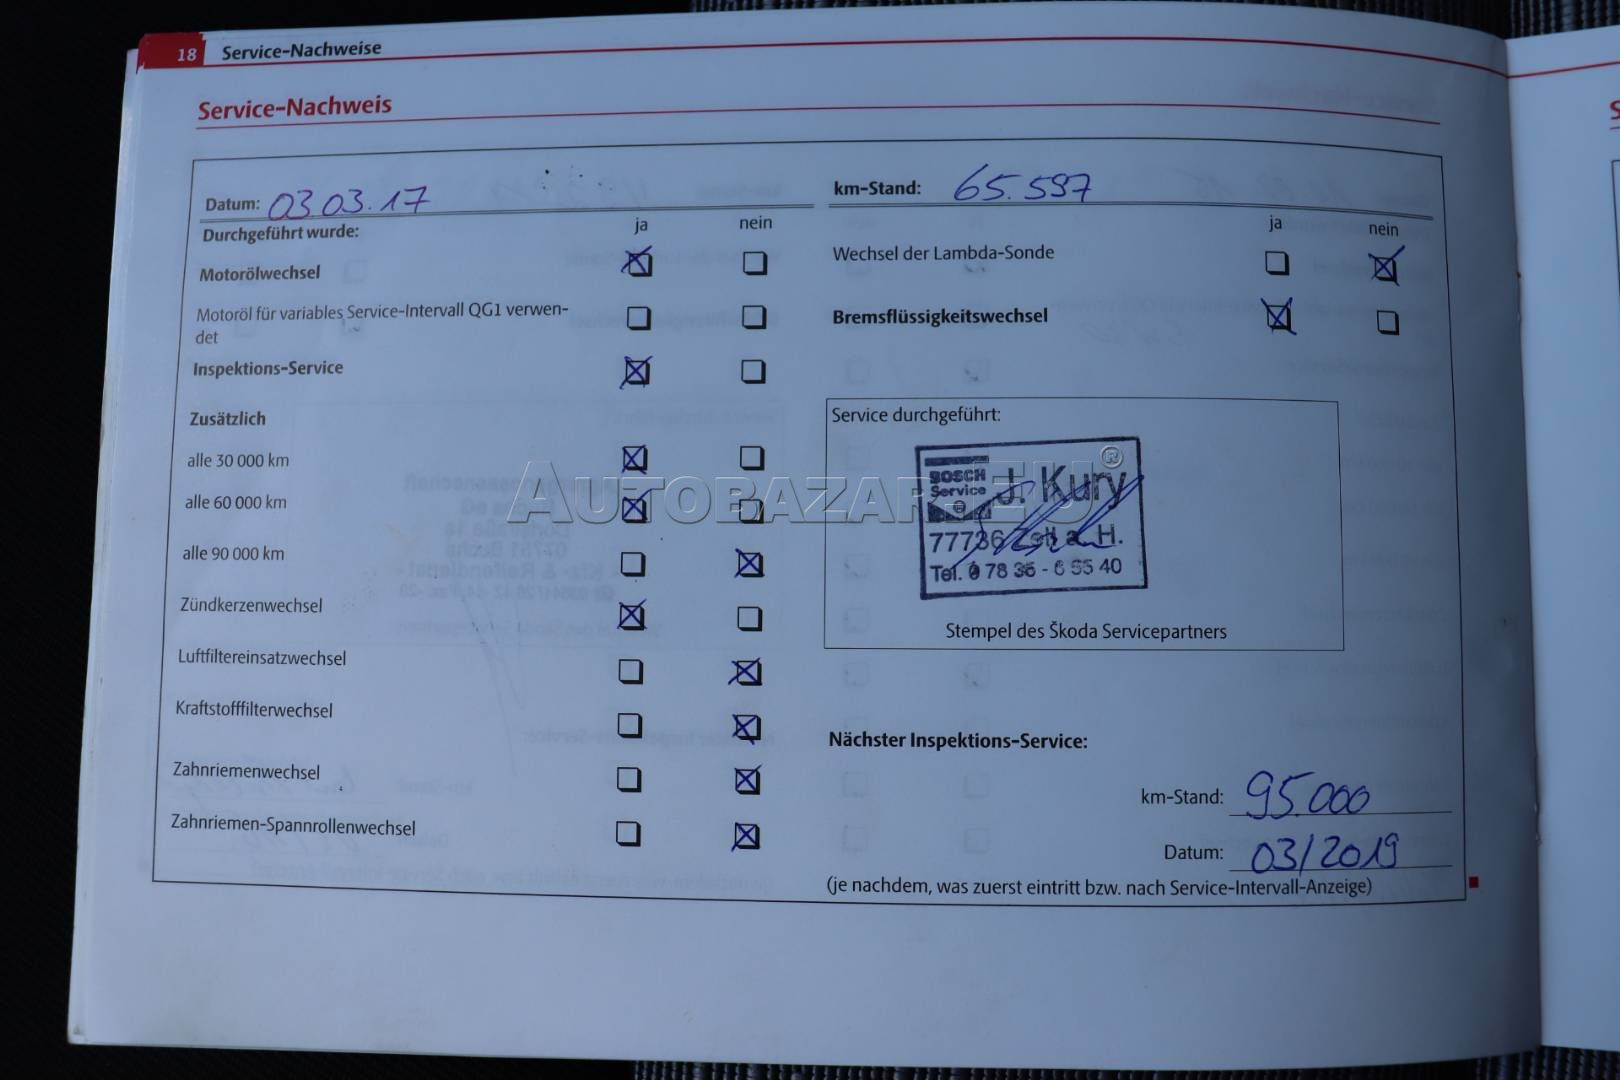 18 Service-Nachweise
Service-Nachweis
Datum: 03.03.17
km-Stand: 65.597
Durchgeführt wurde:
ja nein
Motorölwechsel
Motoröl für variables Service-Intervall QG1 verwen-
det
Inspektions-Service
Zusätzlich
alle 30 000 km
alle 60 000 km
alle 90 000 km
Zündkerzenwechsel
Luftfiltereinsatzwechsel
Kraftstofffilterwechsel
Zahnriemenwechsel
Zahnriemen-Spannrollenwechsel
ja nein
Wechsel der Lambda-Sonde
Bremsflüssigkeitswechsel
Service durchgeführt:
BOSCH
Service
J. Kury
77736 Zell a. H.
Tel. 0 78 35 - 6 55 40
Stempel des Škoda Servicepartners
Nächster Inspektions-Service:
km-Stand: 95.000
Datum: 03/2019
(je nachdem, was zuerst eintritt bzw. nach Service-Intervall-Anzeige)
AUTOBAZAR.EU®